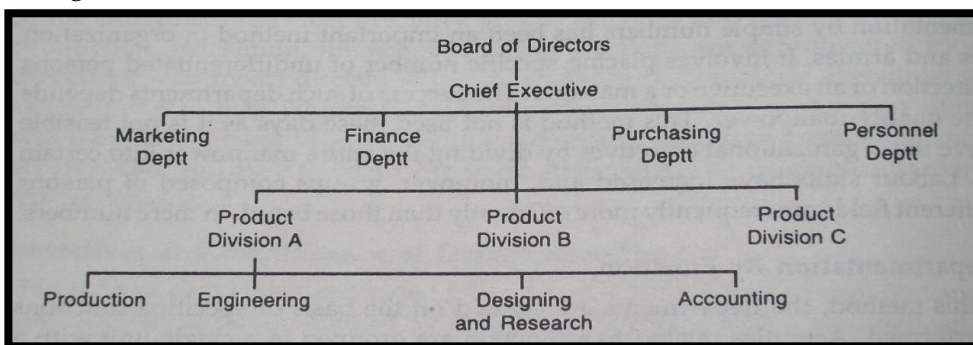 Board of Directors
Chief Executive
Marketing Deptt
Finance Deptt
Purchasing Deptt
Personnel Deptt
Product Division A
Product Division B
Product Division C
Production
Engineering
Designing and Research
Accounting